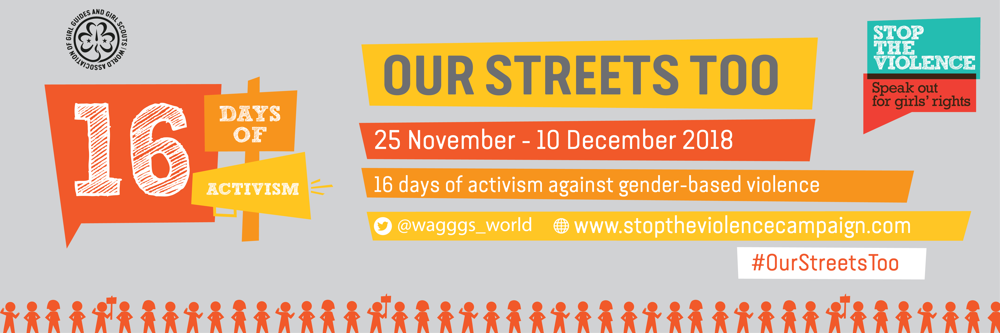 WORLD ASSOCIATION OF GIRL GUIDES AND GIRL SCOUTS |
16
DAYS
OF
ACTIVISM
OUR STREETS TOO
25 November - 10 December 2018
16 days of activism against gender-based violence
@wagggs_world www.stoptheviolencecampaign.com
#OurStreetsToo
STOP
THE
VIOLENCE
Speak out
for girls' rights